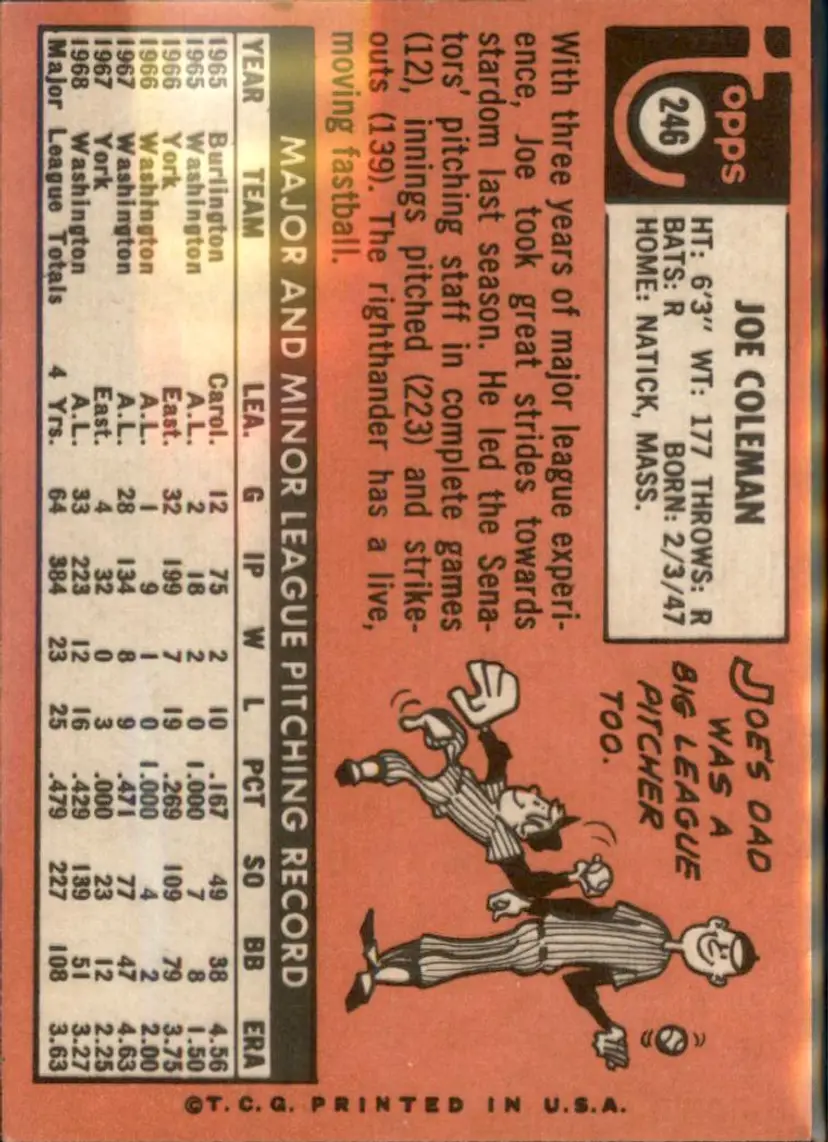 Topps
246
JOE COLEMAN
HT: 6'3" WT: 177 THROWS: R
BATS: R BORN: 2/3/47
HOME: NATICK, MASS.
With three years of major league experi-
ence, Joe took great strides towards
stardom last season. He led the Sena-
tors' pitching staff in complete games
(12), innings pitched (223) and strike-
outs (139). The righthander has a live,
moving fastball.
JOE'S DAD
WAS A
BIG LEAGUE
PITCHER
TOO.
MAJOR AND MINOR LEAGUE PITCHING RECORD
YEAR TEAM LEA. G IP W L PCT SO BB ERA
1965 Burlington Carol. 12 75 2 10 .167 49 38 4.56
1965 Washington A.L. 2 18 2 0 1.000 7 8 1.50
1966 York East. 32 199 7 19 .269 109 79 3.75
1966 Washington A.L. 1 9 1 0 1.000 4 2 2.00
1967 Washington A.L. 28 134 8 9 .471 77 47 4.63
1967 York East. 4 32 0 3 .000 23 12 2.25
1968 Washington A.L. 33 223 12 16 .429 139 51 3.27
Major League Totals 4 Yrs. 64 384 23 25 .479 227 108 3.63
©T.C.G. PRINTED IN U.S.A.